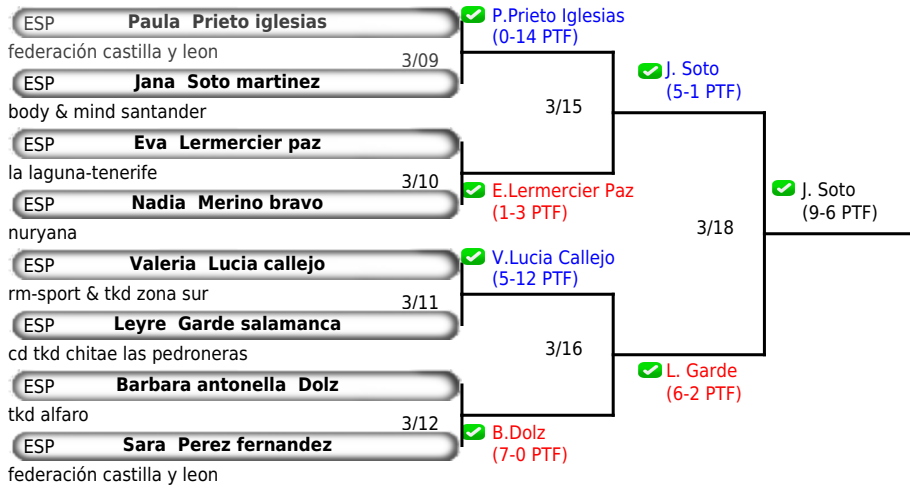 ESP Paula Prieto iglesias
federación castilla y leon
3/09
ESP Jana Soto martinez
body & mind santander
ESP Eva Lermercier paz
la laguna-tenerife
3/10
ESP Nadia Merino bravo
nuryana
ESP Valeria Lucia callejo
rm-sport & tkd zona sur
3/11
ESP Leyre Garde salamanca
cd tkd chitae las pedroneras
ESP Barbara antonella Dolz
tkd alfaro
3/12
ESP Sara Perez fernandez
federación castilla y leon
P.Prieto Iglesias
(0-14 PTF)
3/15
E.Lermercier Paz
(1-3 PTF)
V.Lucia Callejo
(5-12 PTF)
3/16
B.Dolz
(7-0 PTF)
J. Soto
(5-1 PTF)
3/18
L. Garde
(6-2 PTF)
J. Soto
(9-6 PTF)